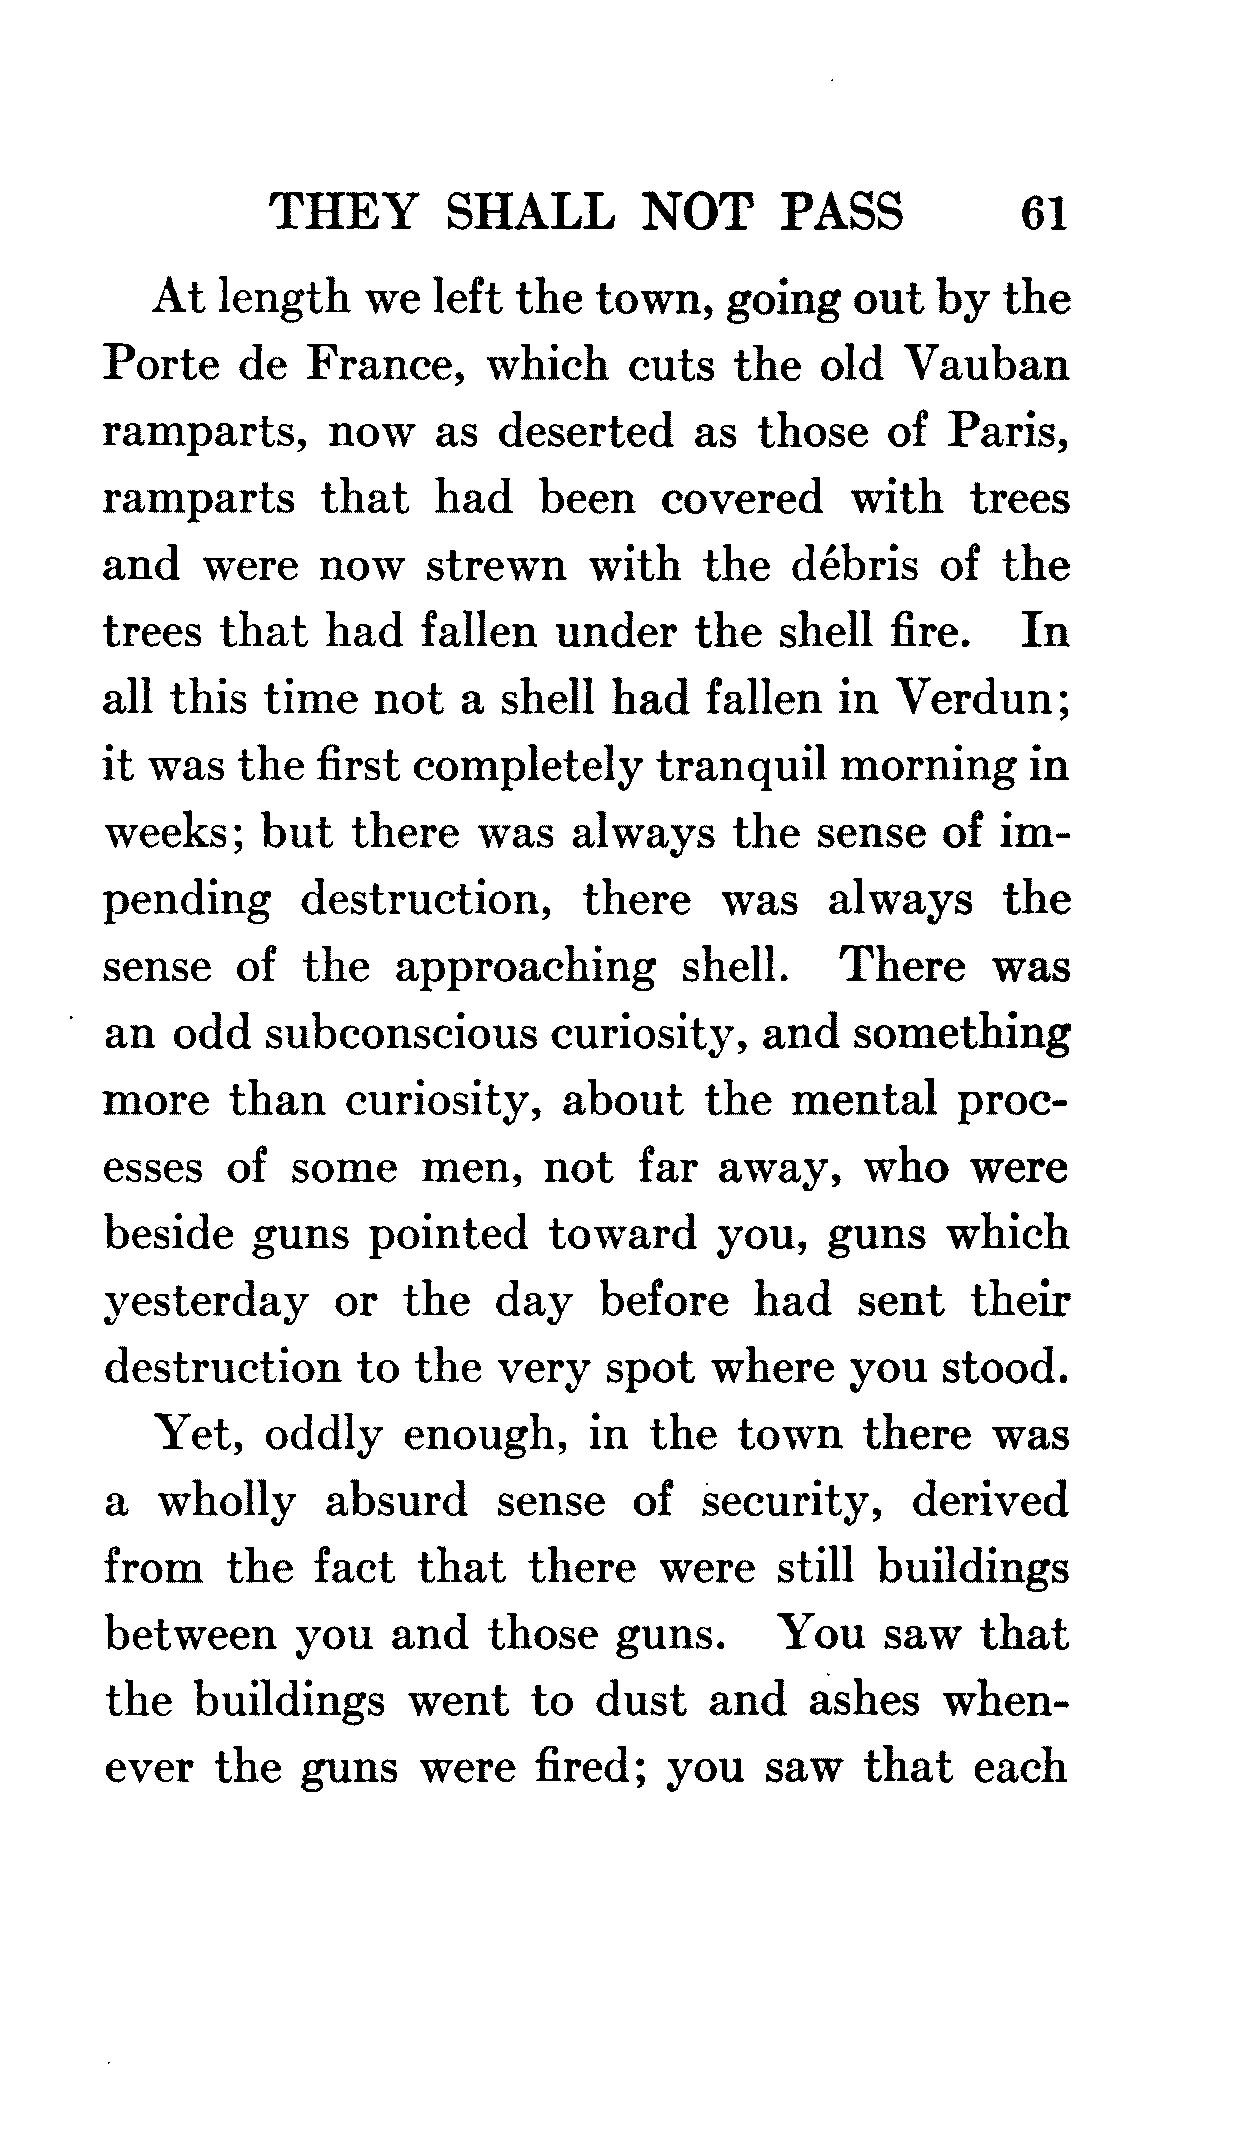 THEY SHALL NOT PASS 61
At length we left the town, going out by the
Porte de France, which cuts the old Vauban
ramparts, now as deserted as those of Paris,
ramparts that had been covered with trees
and were now strewn with the débris of the
trees that had fallen under the shell fire. In
all this time not a shell had fallen in Verdun;
it was the first completely tranquil morning in
weeks; but there was always the sense of im-
pending destruction, there was always the
sense of the approaching shell. There was
an odd subconscious curiosity, and something
more than curiosity, about the mental proc-
esses of some men, not far away, who were
beside guns pointed toward you, guns which
yesterday or the day before had sent their
destruction to the very spot where you stood.
Yet, oddly enough, in the town there was
a wholly absurd sense of security, derived
from the fact that there were still buildings
between you and those guns. You saw that
the buildings went to dust and ashes when-
ever the guns were fired; you saw that each